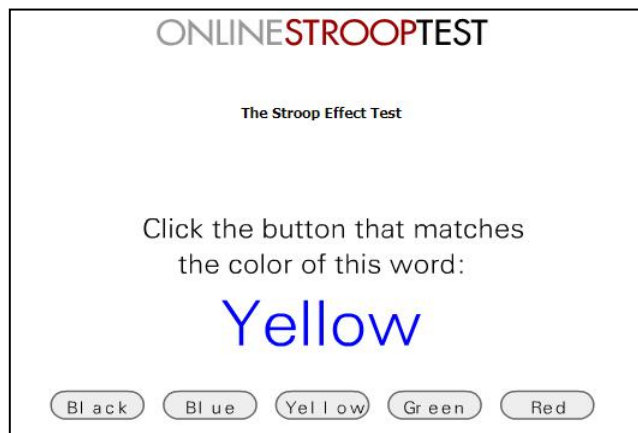 ONLINESTROOPTEST
The Stroop Effect Test
Click the button that matches
the color of this word:
Yellow
Black Blue Yellow Green Red